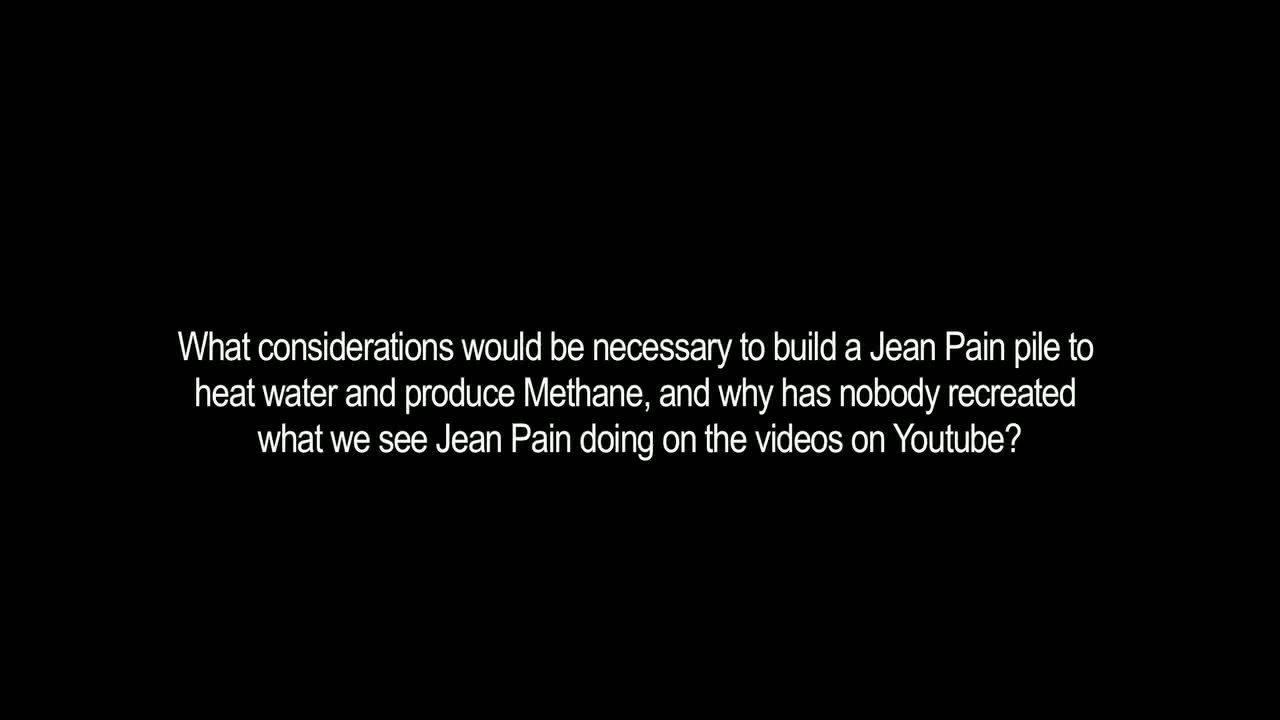 What considerations would be necessary to build a Jean Pain pile to
heat water and produce Methane, and why has nobody recreated
what we see Jean Pain doing on the videos on Youtube?